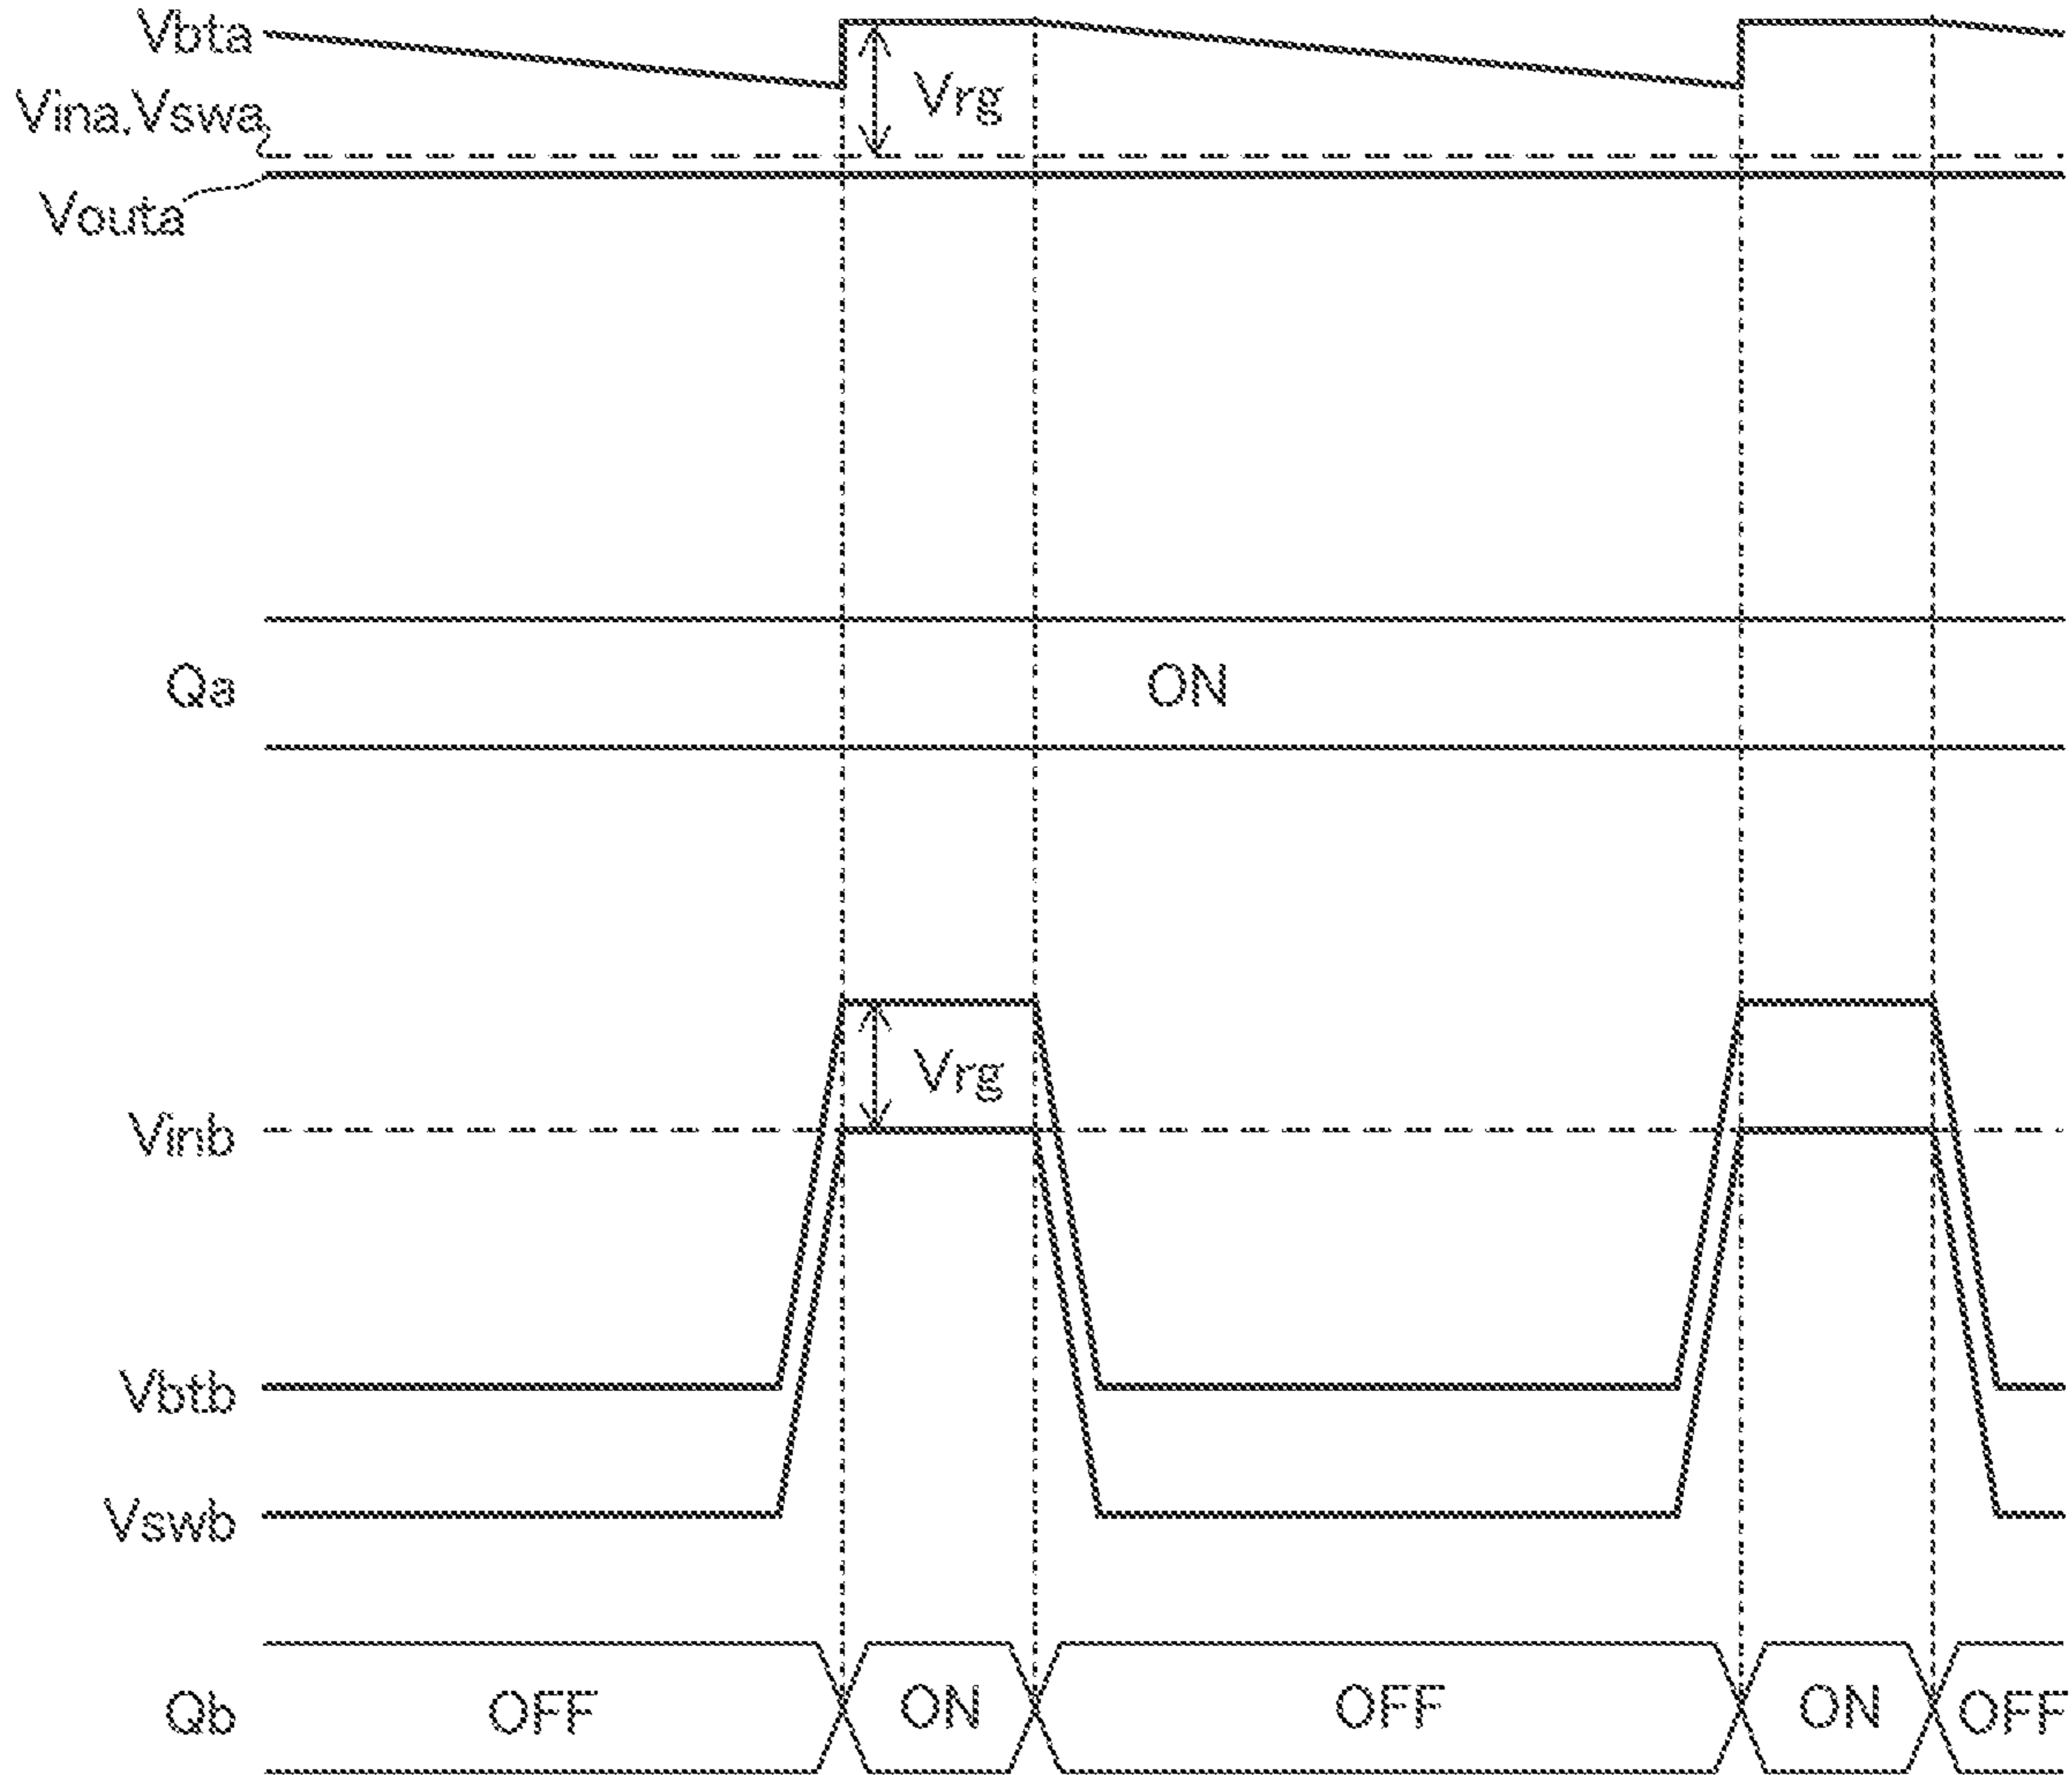 Vbta
Vrg
Vina.Vswa
Vouta
Qa ON
Vrg
Vinb
Vbtb
Vswb
Qb OFF ON OFF ON OFF